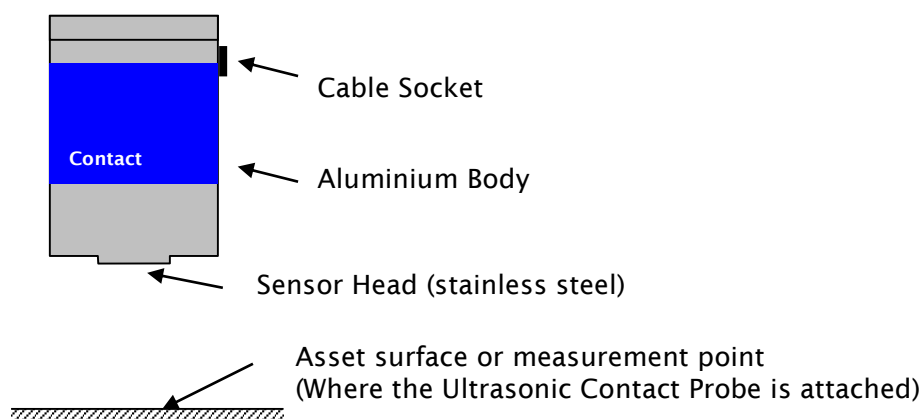 Cable Socket
Contact
Aluminium Body
Sensor Head (stainless steel)
Asset surface or measurement point
(Where the Ultrasonic Contact Probe is attached)